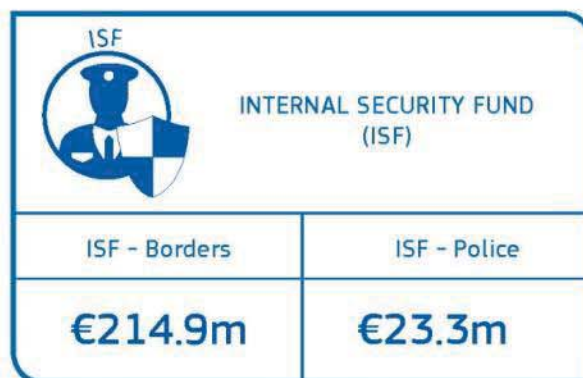 ISF
INTERNAL SECURITY FUND
(ISF)
ISF - Borders
ISF - Police
€214.9m
€23.3m